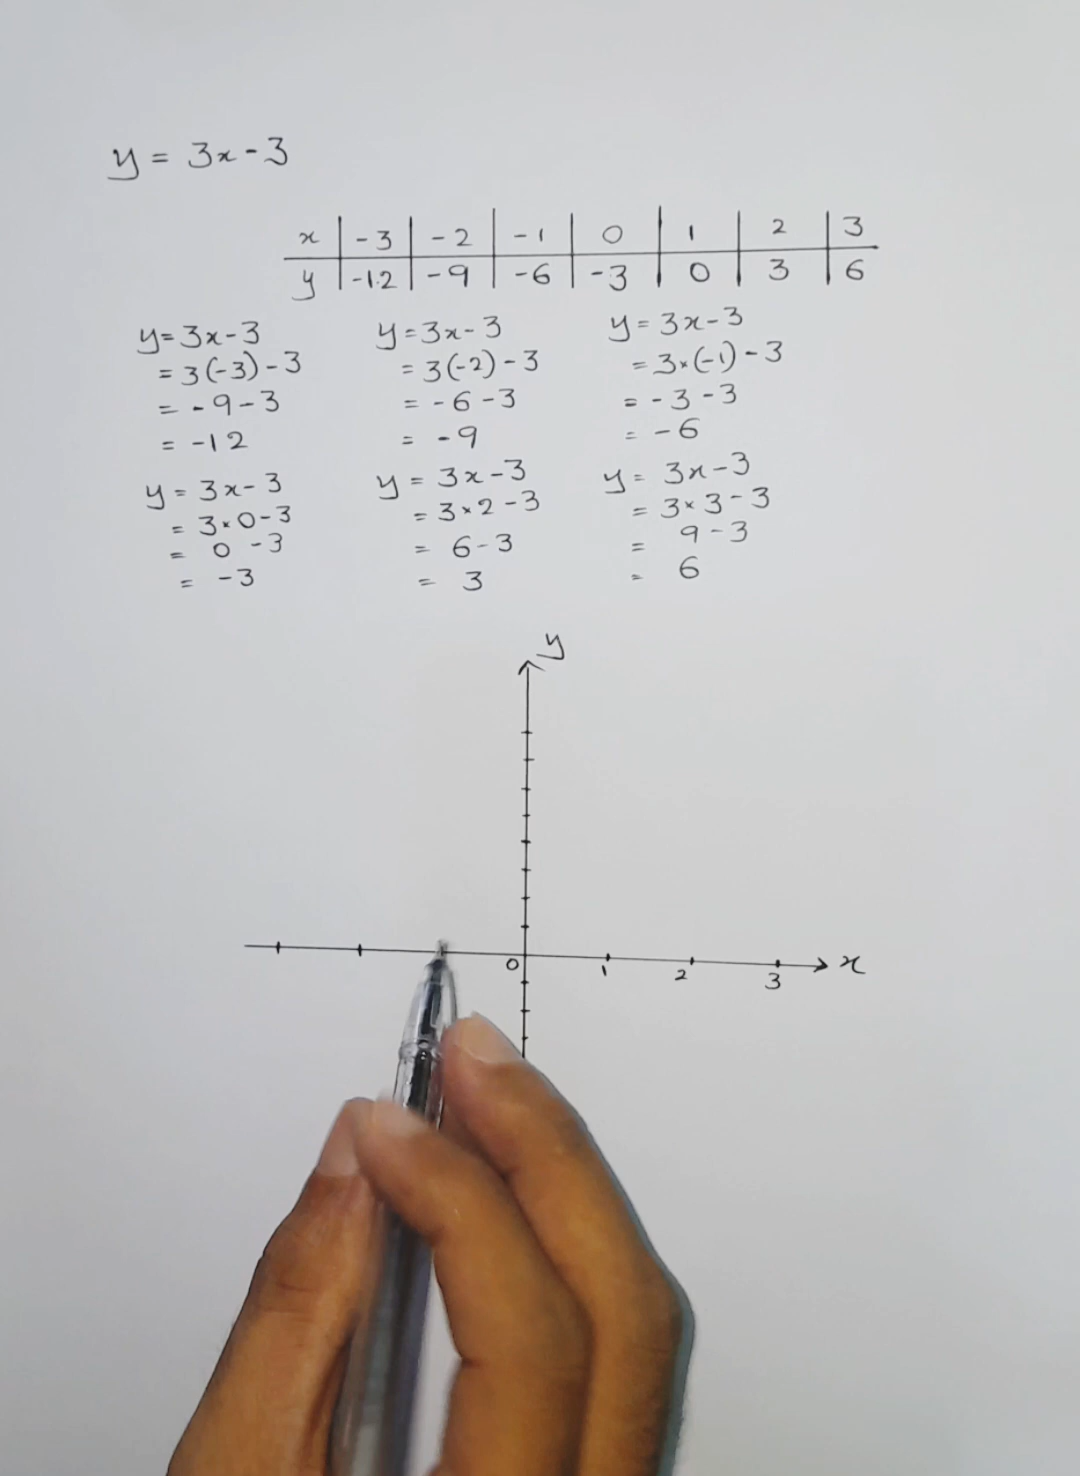 y = 3x - 3
x | -3 | -2 | -1 | 0 | 1 | 2 | 3
y | -12 | -9 | -6 | -3 | 0 | 3 | 6
y = 3x - 3
= 3(-3) - 3
= -9 - 3
= -12
y = 3x - 3
= 3(-2) - 3
= -6 - 3
= -9
y = 3x - 3
= 3×(-1) - 3
= -3 - 3
= -6
y = 3x - 3
= 3×0 - 3
= 0 - 3
= -3
y = 3x - 3
= 3×2 - 3
= 6 - 3
= 3
y = 3x - 3
= 3×3 - 3
= 9 - 3
= 6
y
0 1 2 3 x